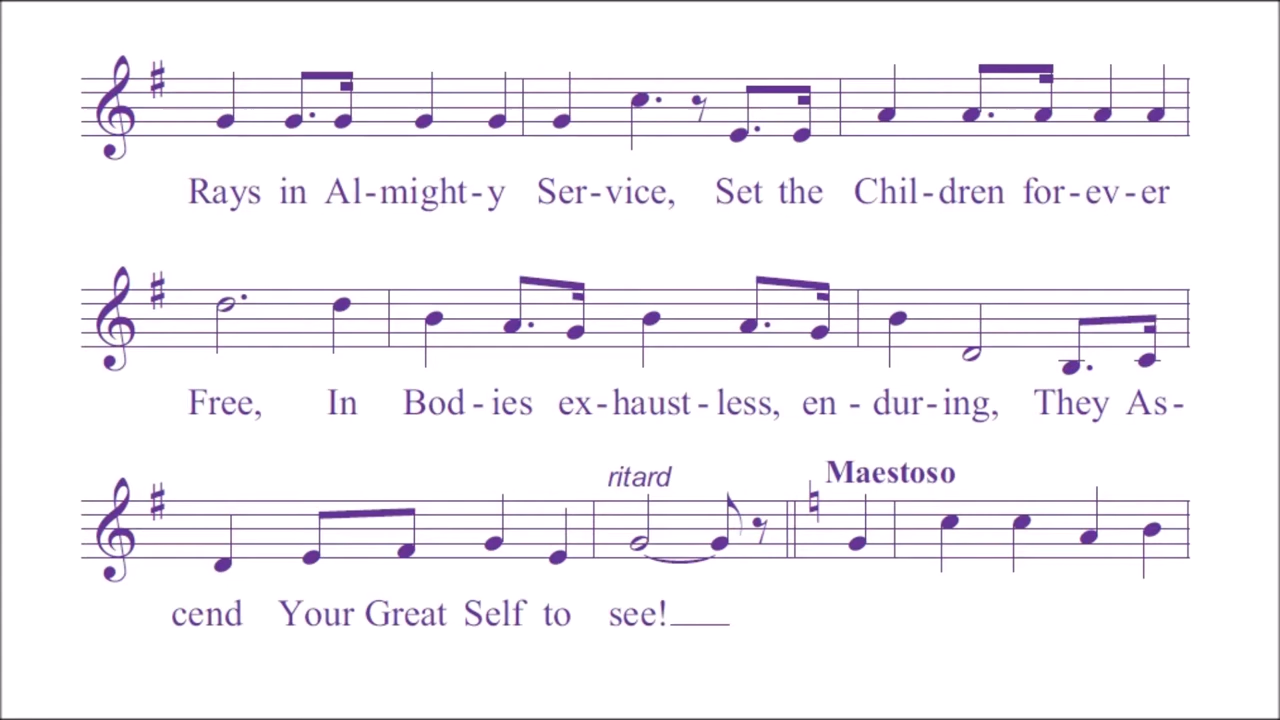 Rays in Al-might-y Ser-vice, Set the Chil-dren for-ev-er
Free, In Bod-ies ex-haust-less, en-dur-ing, They As-
ritard Maestoso
cend Your Great Self to see!